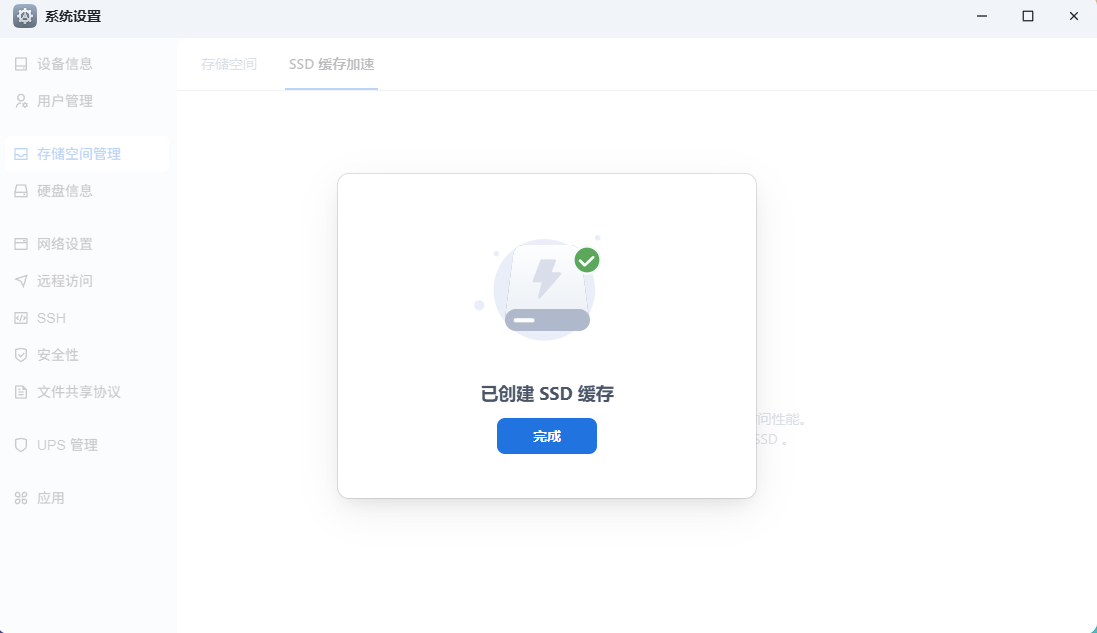 系统设置
设备信息
用户管理
存储空间管理
硬盘信息
网络设置
远程访问
SSH
安全性
文件共享协议
UPS 管理
应用
存储空间
SSD 缓存加速
已创建 SSD 缓存
完成
问性能。
SSD 。